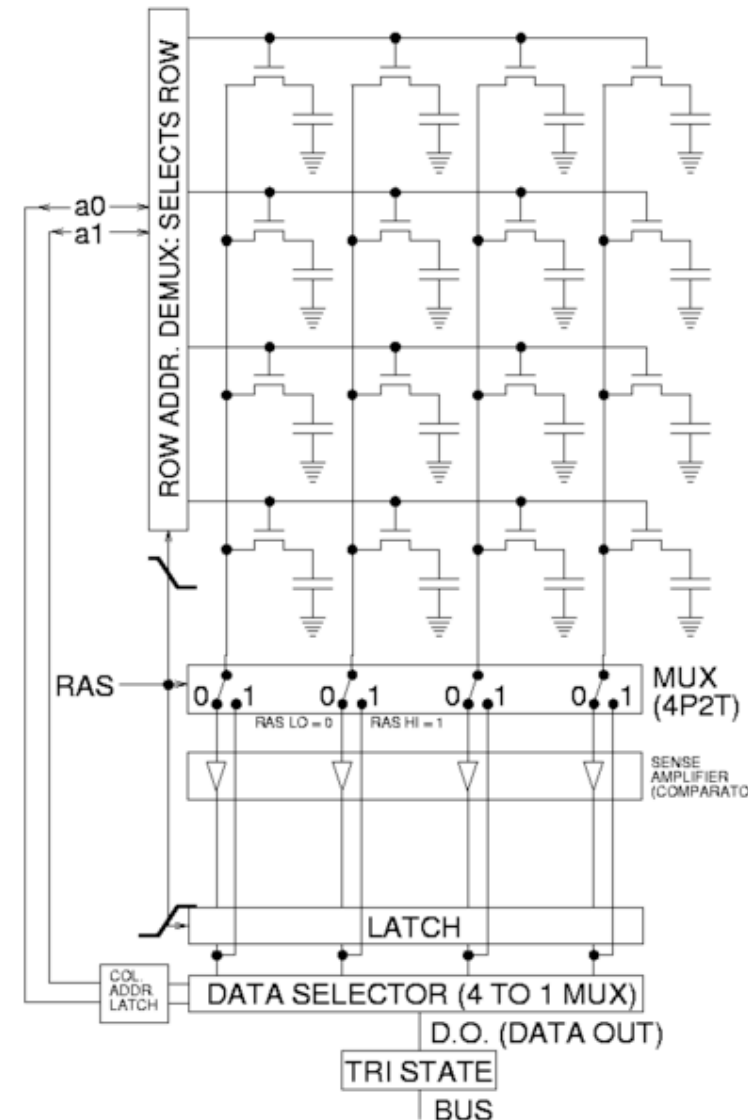 ROW ADDR. DEMUX: SELECTS ROW
a0
a1
RAS
0 1 0 1 0 1 0 1
RAS LO = 0 RAS HI = 1
MUX
(4P2T)
SENSE
AMPLIFIER
(COMPARATO
LATCH
COL.
ADDR.
LATCH
DATA SELECTOR (4 TO 1 MUX)
D.O. (DATA OUT)
TRI STATE
BUS